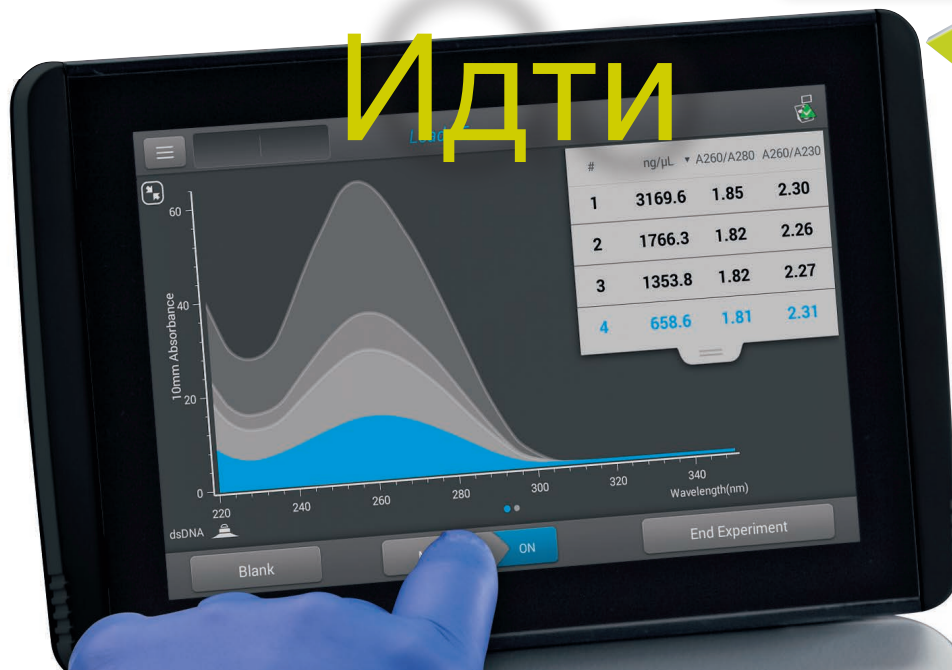 Идти
# ng/µL ▾ A260/A280 A260/A230
1 3169.6 1.85 2.30
2 1766.3 1.82 2.26
3 1353.8 1.82 2.27
4 658.6 1.81 2.31
10mm Absorbance
60
40
20
0
220 240 260 280 300 320 340
Wavelength(nm)
dsDNA
Blank
ON
End Experiment